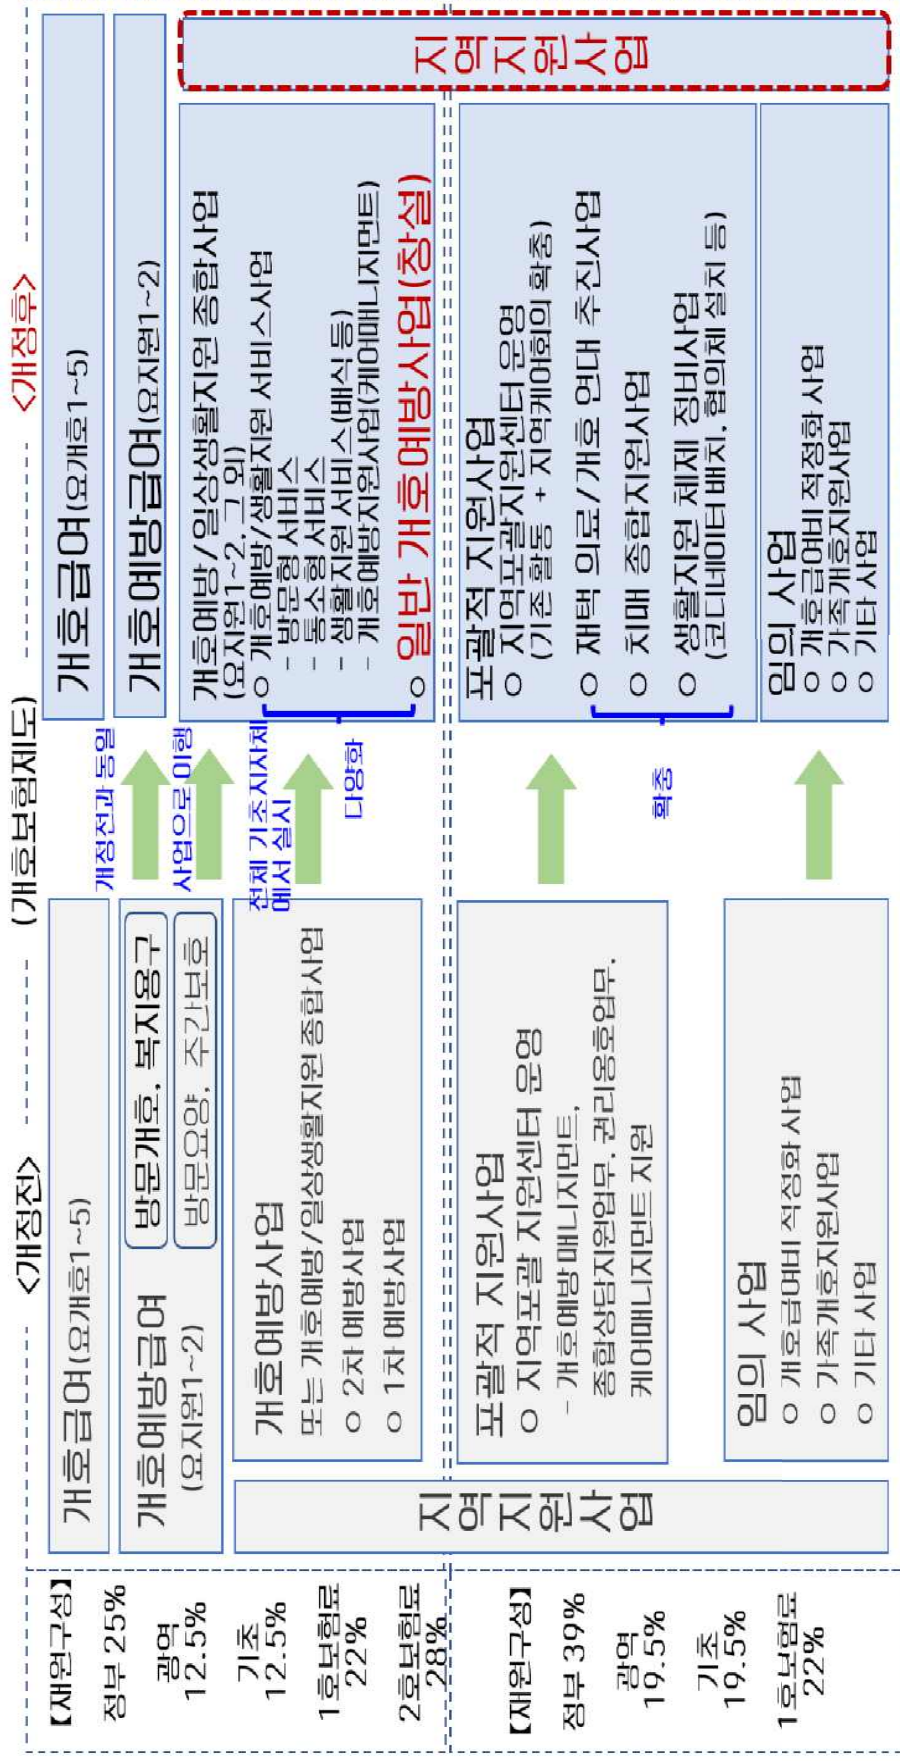 (개호보험제도)
<개정전>
<개정후>
【재원구성】
정부 25%
광역
12.5%
기초
12.5%
1호보험료
22%
2호보험료
28%
【재원구성】
정부 39%
광역
19.5%
기초
19.5%
1호보험료
22%
개호급여(요개호1~5)
개호예방급여
(요지원1~2)
방문개호, 복지용구
방문요양, 주간보호
지역지원사업
개호예방사업
또는 개호예방/일상생활지원 종합사업
○ 2차 예방사업
○ 1차 예방사업
포괄적 지원사업
○ 지역포괄 지원센터 운영
- 개호예방 매니지먼트,
종합상담지원업무, 권리옹호업무,
케어매니지먼트 지원
임의 사업
○ 개호급여비 적정화 사업
○ 가족개호지원사업
○ 기타 사업
개정전과 동일
사업으로 이행
전체 기초지사체
에서 실시
다양화
확충
개호급여(요개호1~5)
개호예방급여(요지원1~2)
개호예방/일상생활지원 종합사업
(요지원1~2, 그 외)
○ 개호예방/생활지원 서비스사업
- 방문형 서비스
- 통소형 서비스
- 생활지원 서비스(배식 등)
- 개호예방지원사업(케어매니지먼트)
○ 일반 개호예방사업(창설)
포괄적 지원사업
○ 지역포괄지원센터 운영
(기존 활동 + 지역케어회의 확충)
○ 재택 의료/개호 연대 추진사업
○ 치매 종합지원사업
○ 생활지원 체제 정비사업
(코디네이터 배치, 협의체 설치 등)
임의 사업
○ 개호급여비 적정화 사업
○ 가족개호지원사업
○ 기타 사업
지역지원사업